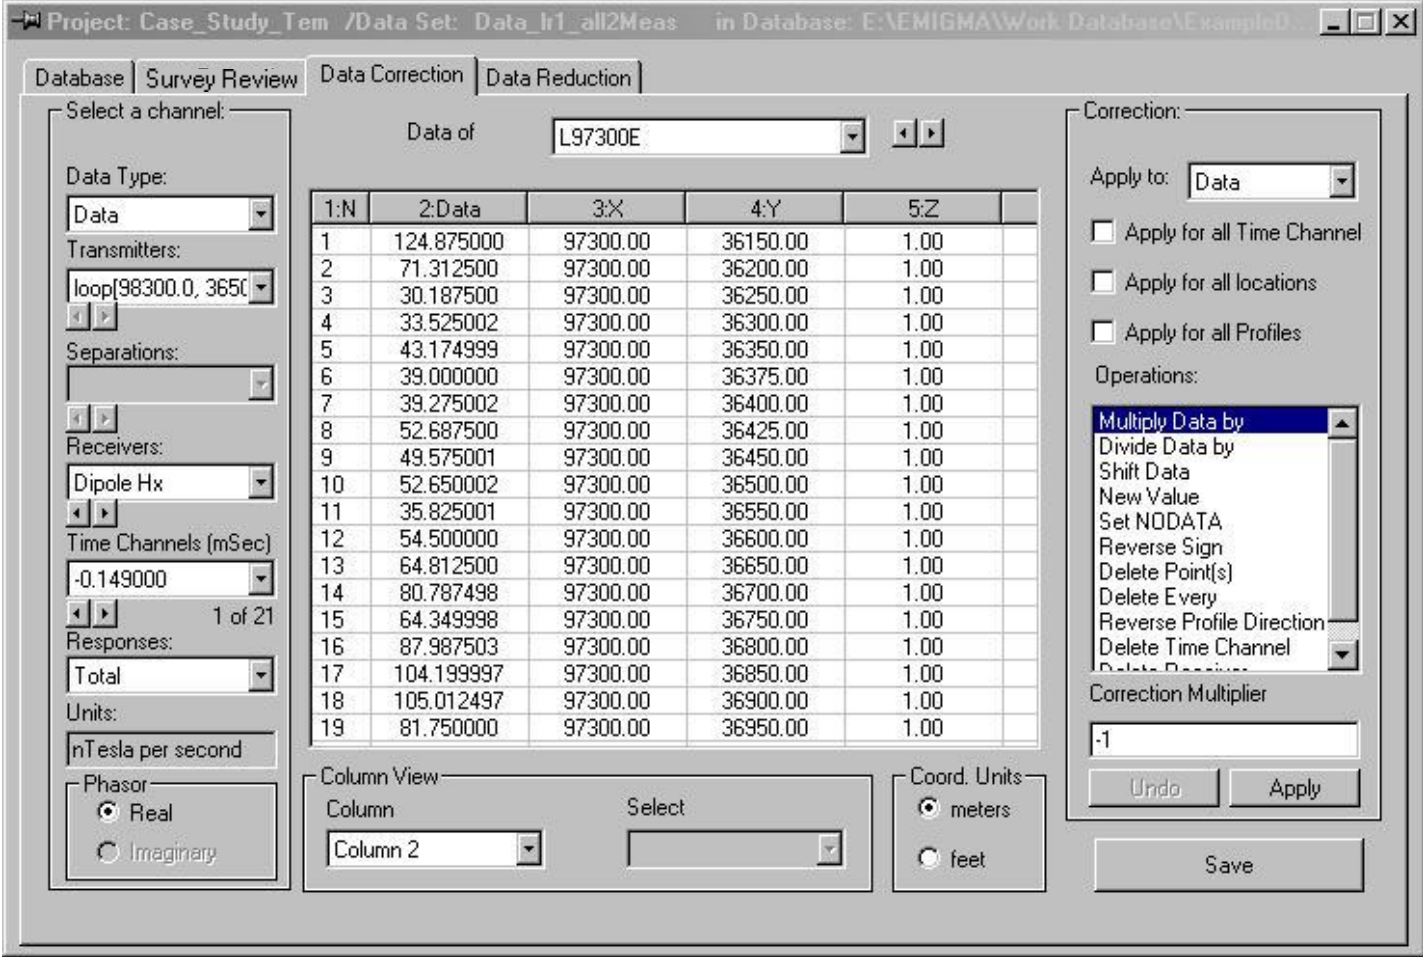 Project: Case_Study_Tem /Data Set: Data_lr1_all2Meas in Database: E:\EMIGMA\Work Database\ExampleD...
Database Survey Review Data Correction Data Reduction
Select a channel:
Data Type:
Data
Transmitters:
loop[98300.0, 3650
Separations:
Receivers:
Dipole Hx
Time Channels (mSec)
-0.149000
1 of 21
Responses:
Total
Units:
nTesla per second
Phasor
Real
Imaginary
Data of L97300E
1:N 2:Data 3:X 4:Y 5:Z
1 124.875000 97300.00 36150.00 1.00
2 71.312500 97300.00 36200.00 1.00
3 30.187500 97300.00 36250.00 1.00
4 33.525002 97300.00 36300.00 1.00
5 43.174999 97300.00 36350.00 1.00
6 39.000000 97300.00 36375.00 1.00
7 39.275002 97300.00 36400.00 1.00
8 52.687500 97300.00 36425.00 1.00
9 49.575001 97300.00 36450.00 1.00
10 52.650002 97300.00 36500.00 1.00
11 35.825001 97300.00 36550.00 1.00
12 54.500000 97300.00 36600.00 1.00
13 64.812500 97300.00 36650.00 1.00
14 80.787498 97300.00 36700.00 1.00
15 64.349998 97300.00 36750.00 1.00
16 87.987503 97300.00 36800.00 1.00
17 104.199997 97300.00 36850.00 1.00
18 105.012497 97300.00 36900.00 1.00
19 81.750000 97300.00 36950.00 1.00
Column View
Column Select
Column 2
Coord. Units
meters
feet
Correction:
Apply to: Data
Apply for all Time Channel
Apply for all locations
Apply for all Profiles
Operations:
Multiply Data by
Divide Data by
Shift Data
New Value
Set NODATA
Reverse Sign
Delete Point(s)
Delete Every
Reverse Profile Direction
Delete Time Channel
Delete Receiver
Correction Multiplier
-1
Undo Apply
Save